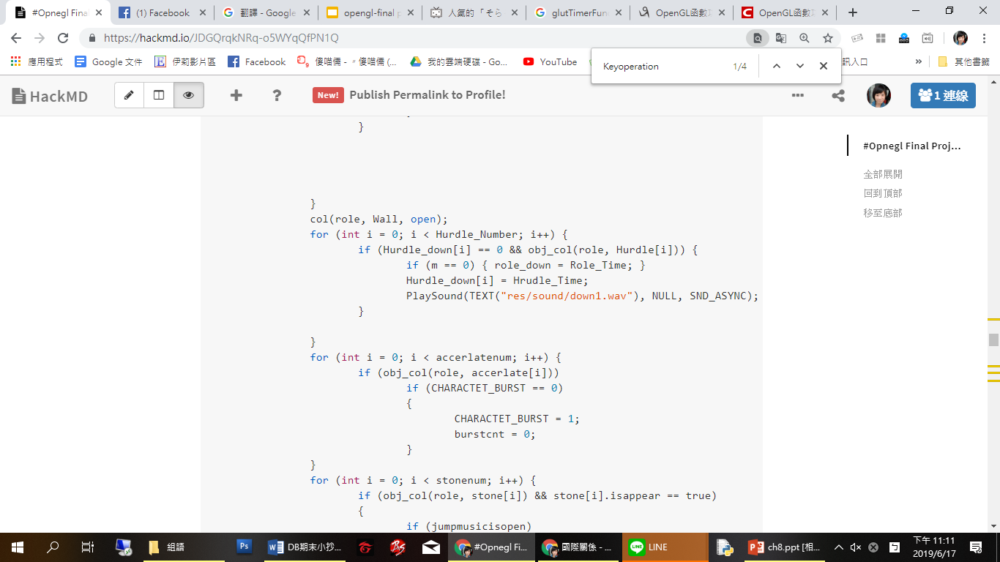 #Opnegl Final
(1) Facebook
翻譯 - Google
opengl-final p
人氣的「そら
glutTimerFun
OpenGL函數
OpenGL函數
https://hackmd.io/JDGQrqkNRq-o5WYqQfPN1Q
應用程式
Google 文件
伊莉影片區
Facebook
傻喵儒 - 〃傻喵儒 (...
我的雲端硬碟 - Go...
YouTube
訊入口
»
其他書籤
Keyoperation
1/4
HackMD
New!
Publish Permalink to Profile!
1 連線
}
}
col(role, Wall, open);
for (int i = 0; i < Hurdle_Number; i++) {
if (Hurdle_down[i] == 0 && obj_col(role, Hurdle[i])) {
if (m == 0) { role_down = Role_Time; }
Hurdle_down[i] = Hrudle_Time;
PlaySound(TEXT("res/sound/down1.wav"), NULL, SND_ASYNC);
}
}
for (int i = 0; i < accerlatenum; i++) {
if (obj_col(role, accerlate[i]))
if (CHARACTET_BURST == 0)
{
CHARACTET_BURST = 1;
burstcnt = 0;
}
}
for (int i = 0; i < stonenum; i++) {
if (obj_col(role, stone[i]) && stone[i].isappear == true)
{
if (jumpmusicisopen)
#Opnegl Final Proj...
全部展開
回到頂部
移至底部
組語
Ps
DB期末小抄...
#Opnegl Fi...
國際關係 - ...
LINE
ch8.ppt [相...
下午 11:11
2019/6/17